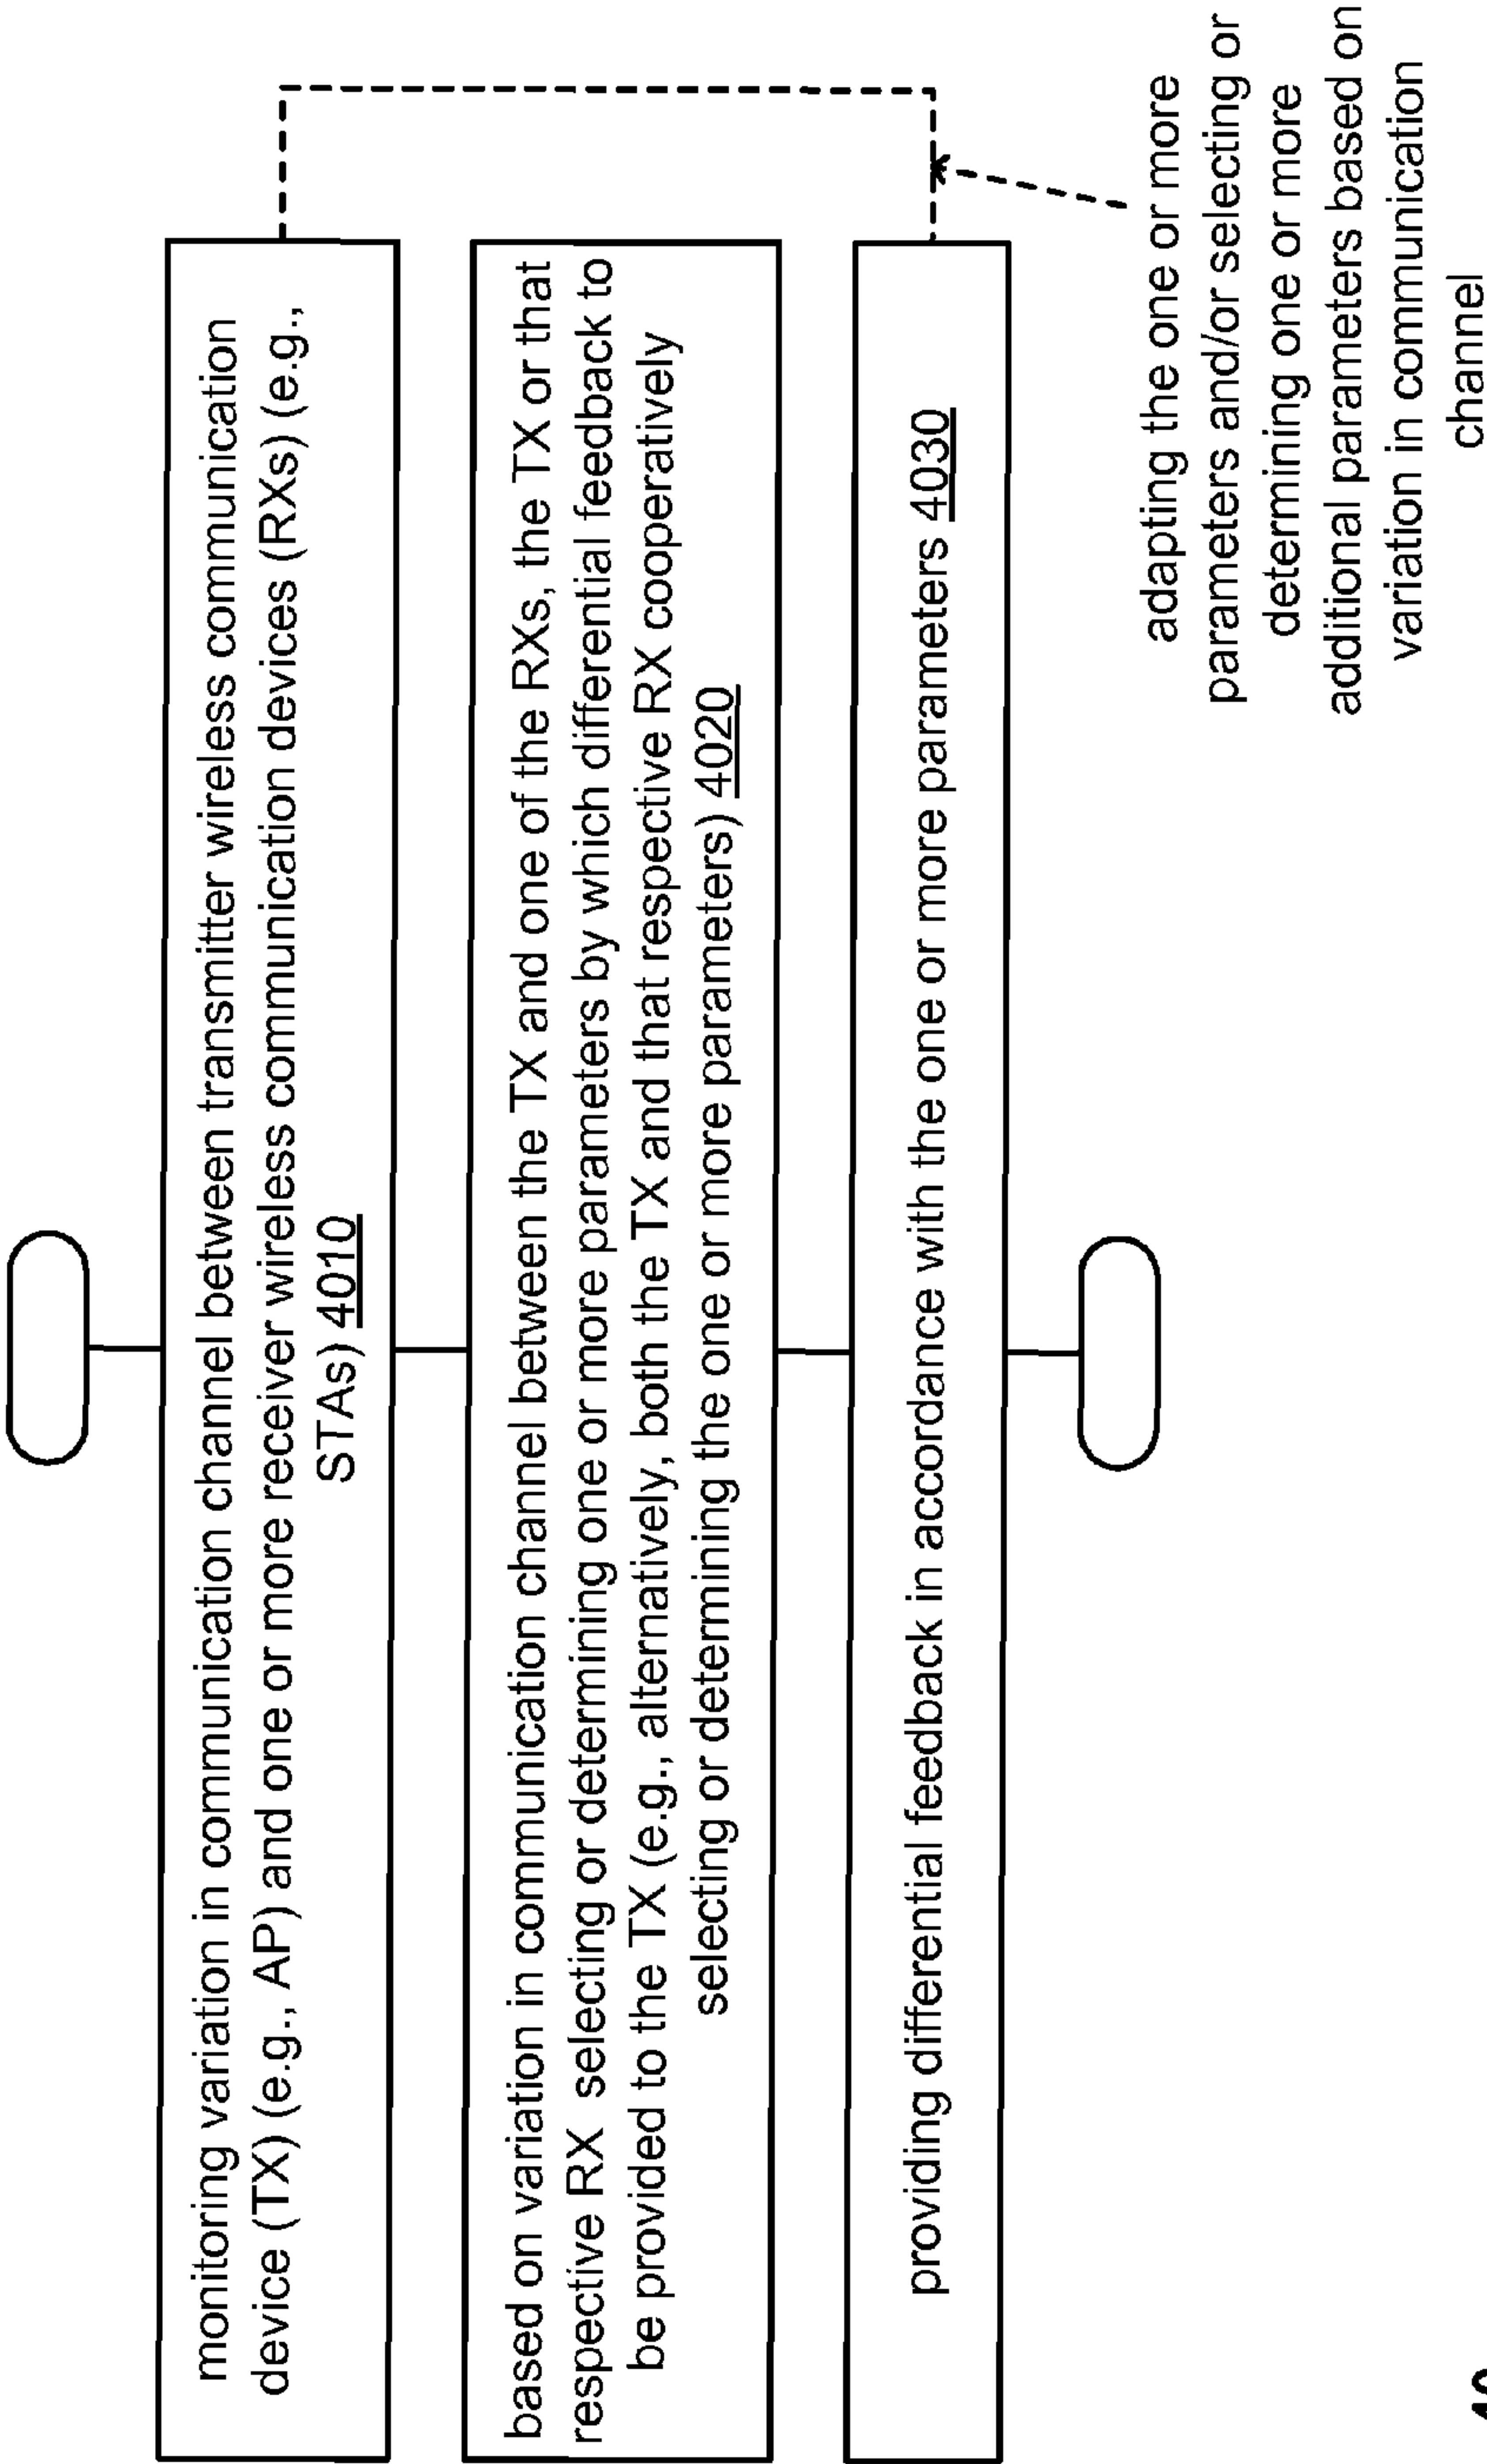 monitoring variation in communication channel between transmitter wireless communication
device (TX) (e.g., AP) and one or more receiver wireless communication devices (RXs) (e.g.,
STAs) 4010
based on variation in communication channel between the TX and one of the RXs, the TX or that
respective RX selecting or determining one or more parameters by which differential feedback to
be provided to the TX (e.g., alternatively, both the TX and that respective RX cooperatively
selecting or determining the one or more parameters) 4020
providing differential feedback in accordance with the one or more parameters 4030
adapting the one or more
parameters and/or selecting or
determining one or more
additional parameters based on
variation in communication
channel